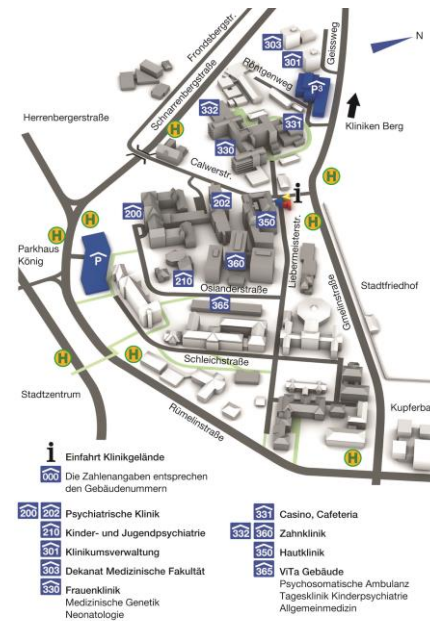 Frondsbergstr.
Schnarrenbergstraße
303
301
Geissweg
N
Röntgenweg
P3
Herrenbergerstraße
332
331
Kliniken Berg
H
330
Calwerstr.
H
i
200
202
350
H
H
H
H
Parkhaus
König
P
210
360
Liebermeisterstr.
Gmelinstraße
Stadtfriedhof
Oslanderstraße
365
H
H
Schleichstraße
Stadtzentrum
Rümelinstraße
Kupferba
H
i Einfahrt Klinikgelände
000 Die Zahlenangaben entsprechen
den Gebäudenummern
200 202 Psychiatrische Klinik
210 Kinder- und Jugendpsychiatrie
301 Klinikumsverwaltung
303 Dekanat Medizinische Fakultät
330 Frauenklinik
Medizinische Genetik
Neonatologie
331 Casino, Cafeteria
332 360 Zahnklinik
350 Hautklinik
365 ViTa Gebäude
Psychosomatische Ambulanz
Tagesklinik Kinderpsychiatrie
Allgemeinmedizin